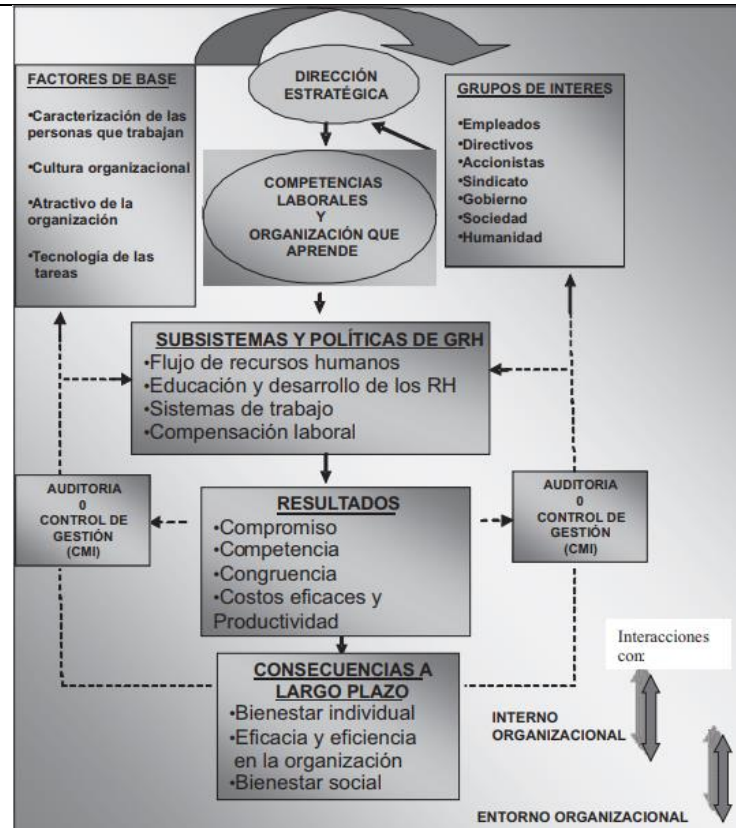 FACTORES DE BASE
•Caracterización de las
personas que trabajan
•Cultura organizacional
•Atractivo de la
organización
•Tecnología de las
tareas
DIRECCIÓN
ESTRATÉGICA
GRUPOS DE INTERES
•Empleados
•Directivos
•Accionistas
•Sindicato
•Gobierno
•Sociedad
•Humanidad
COMPETENCIAS
LABORALES
Y
ORGANIZACIÓN QUE
APRENDE
SUBSISTEMAS Y POLÍTICAS DE GRH
•Flujo de recursos humanos
•Educación y desarrollo de los RH
•Sistemas de trabajo
•Compensación laboral
AUDITORIA
0
CONTROL DE
GESTIÓN
(CMI)
RESULTADOS
•Compromiso
•Competencia
•Congruencia
•Costos eficaces y
Productividad
AUDITORIA
0
CONTROL DE
GESTIÓN
(CMI)
CONSECUENCIAS A
LARGO PLAZO
•Bienestar individual
•Eficacia y eficiencia
en la organización
•Bienestar social
Interacciones
con:
INTERNO
ORGANIZACIONAL
ENTORNO ORGANIZACIONAL